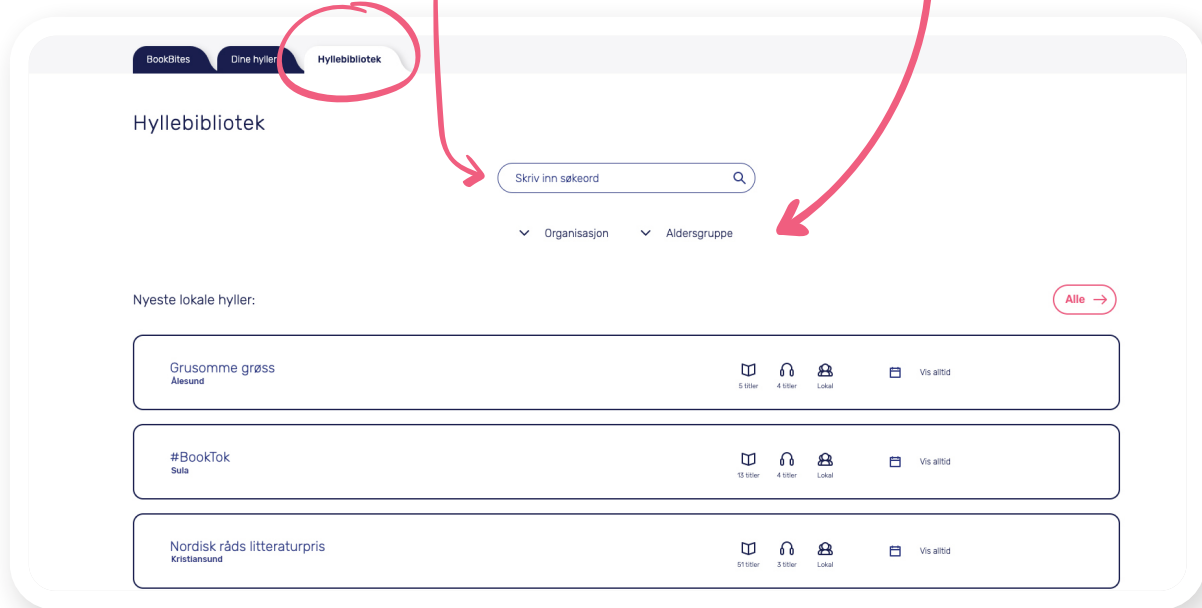 BookBites Dine hyller Hyllebibliotek
Hyllebibliotek
Skriv inn søkeord
Organisasjon Aldersgruppe
Nyeste lokale hyller:
Alle
Grusomme grøss
Ålesund
5 titler 4 titler Lokal
Vis alltid
#BookTok
Sula
13 titler 4 titler Lokal
Vis alltid
Nordisk råds litteraturpris
Kristiansund
51 titler 3 titler Lokal
Vis alltid